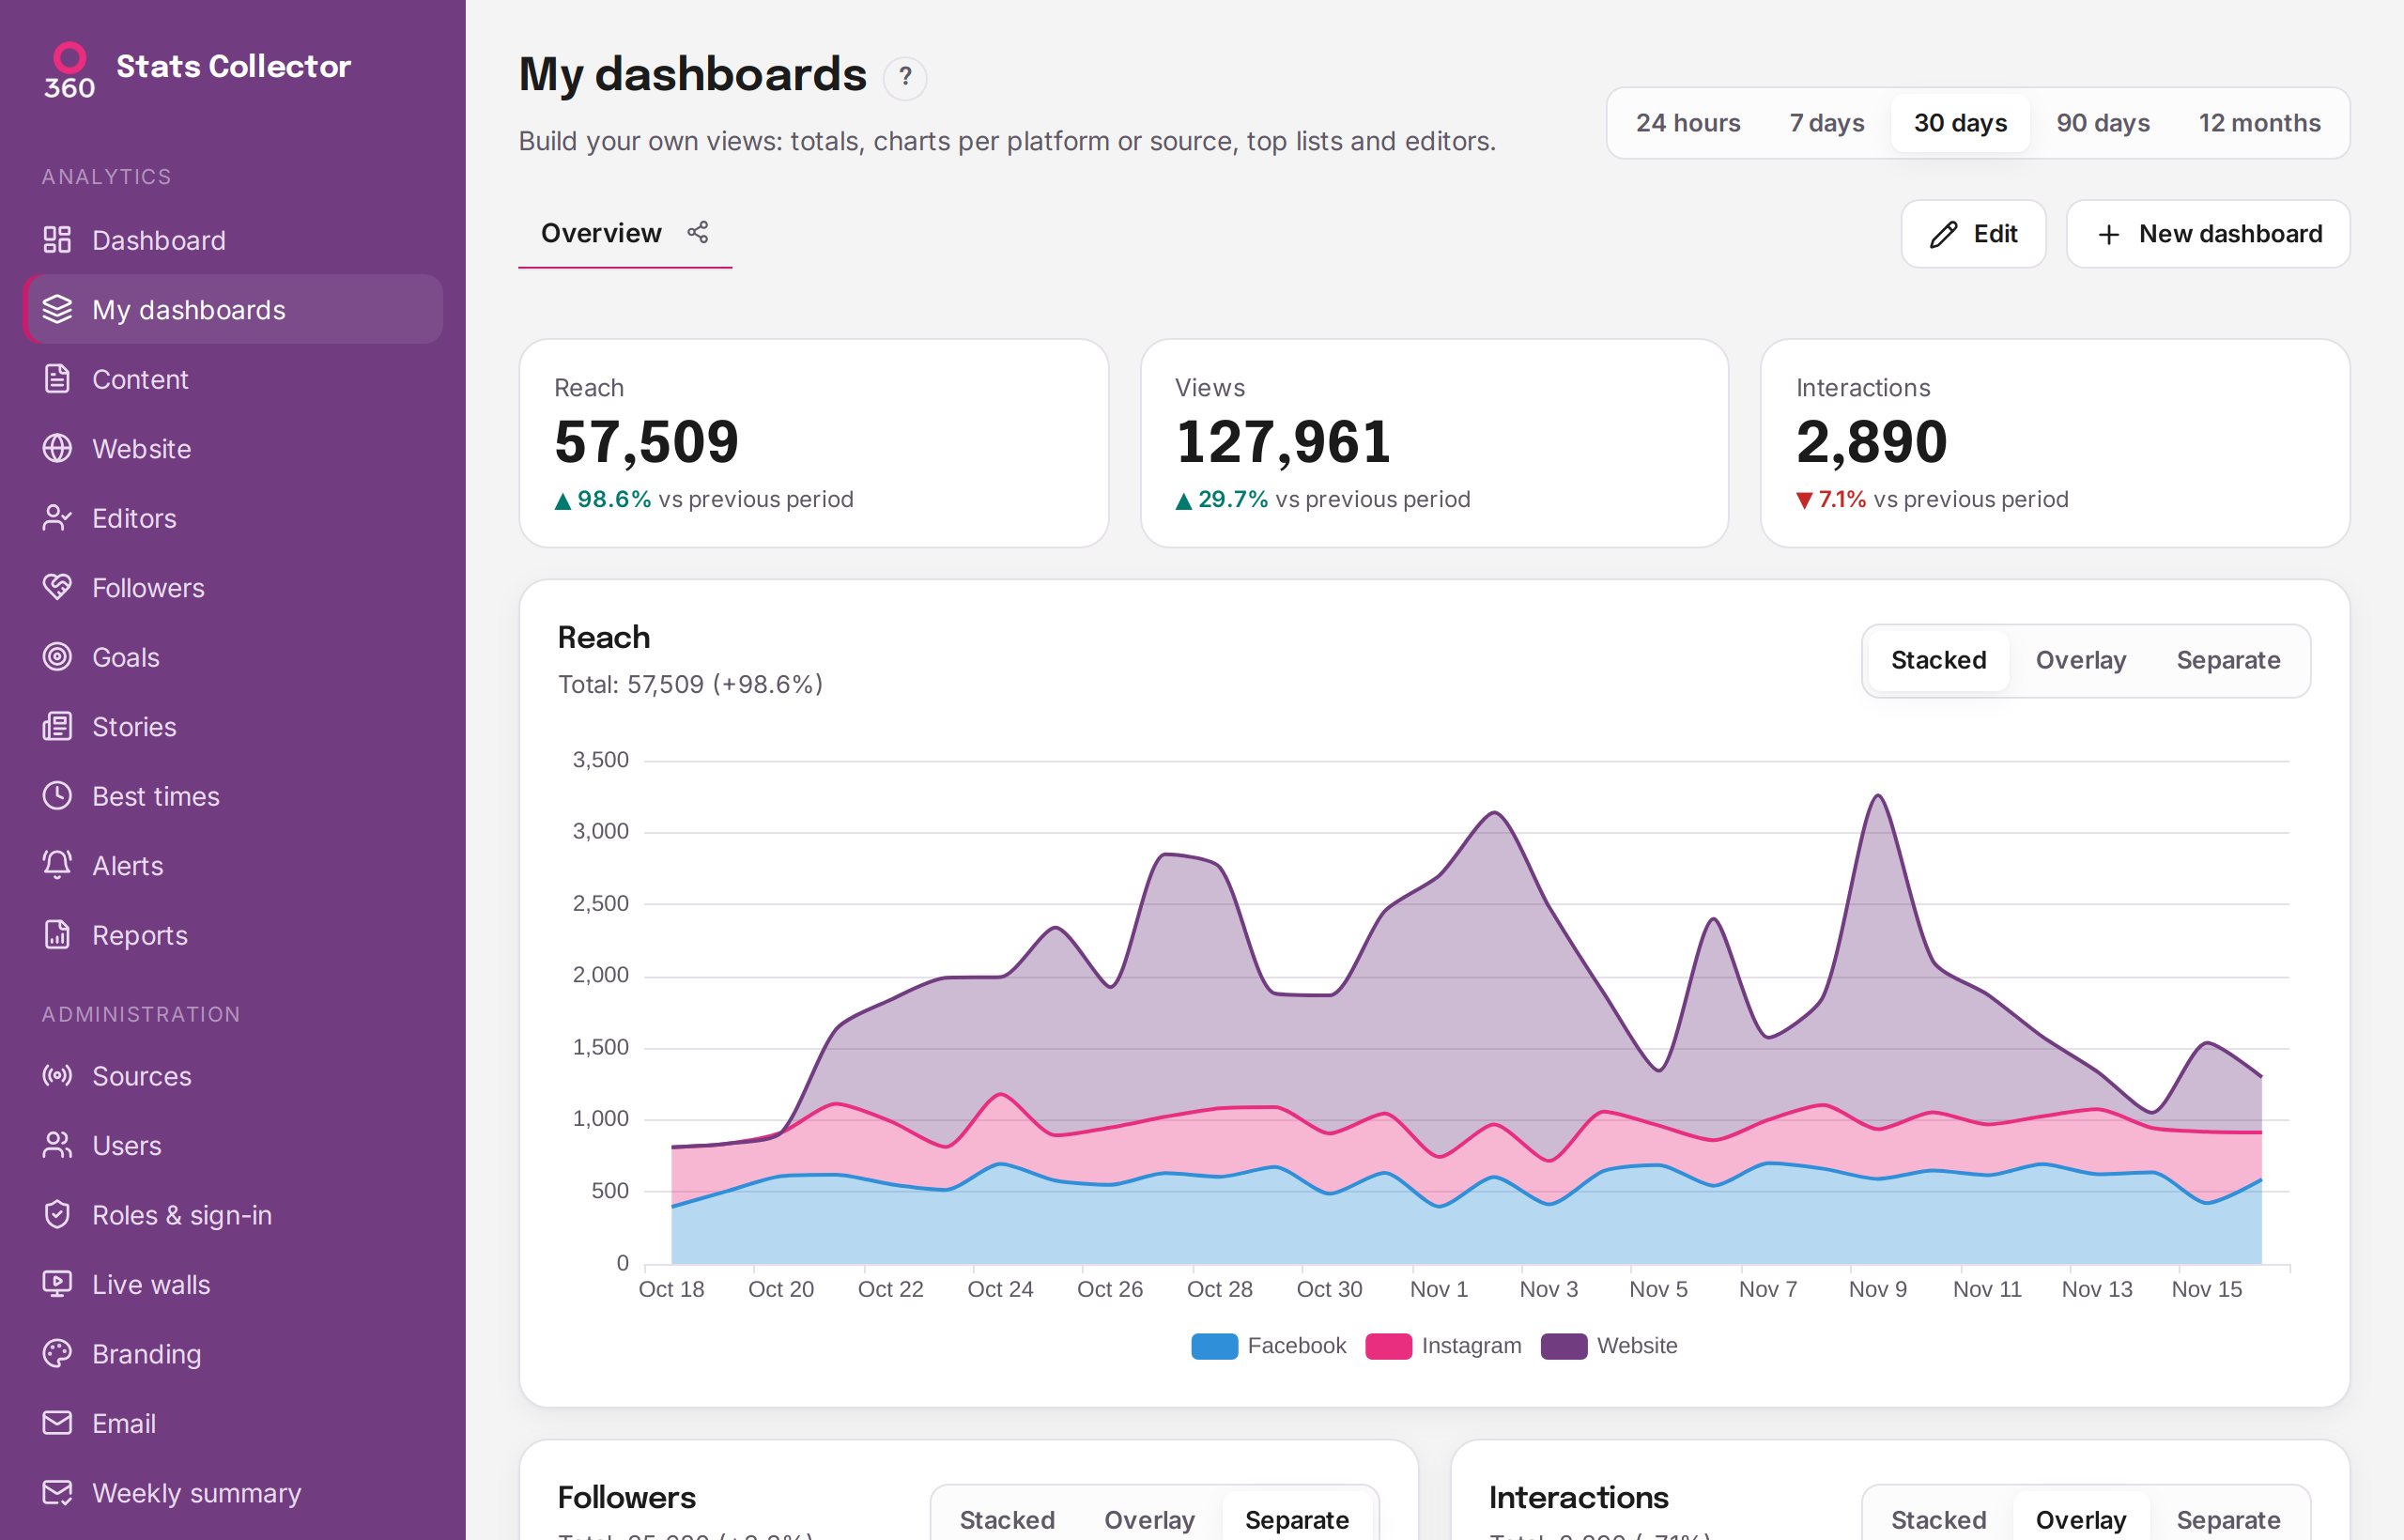 360
Stats Collector
ANALYTICS
Dashboard
My dashboards
Content
Website
Editors
Followers
Goals
Stories
Best times
Alerts
Reports
ADMINISTRATION
Sources
Users
Roles & sign-in
Live walls
Branding
Email
Weekly summary
My dashboards ?
Build your own views: totals, charts per platform or source, top lists and editors.
24 hours 7 days 30 days 90 days 12 months
Overview
Edit
New dashboard
Reach
57,509
▲ 98.6% vs previous period
Views
127,961
▲ 29.7% vs previous period
Interactions
2,890
▼ 7.1% vs previous period
Reach
Total: 57,509 (+98.6%)
Stacked Overlay Separate
3,500
3,000
2,500
2,000
1,500
1,000
500
0
Oct 18 Oct 20 Oct 22 Oct 24 Oct 26 Oct 28 Oct 30 Nov 1 Nov 3 Nov 5 Nov 7 Nov 9 Nov 11 Nov 13 Nov 15
Facebook Instagram Website
Followers
Stacked Overlay Separate
Interactions
Stacked Overlay Separate